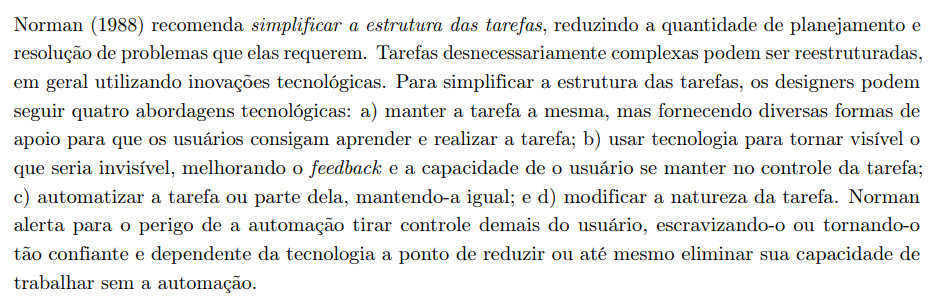 Norman (1988) recomenda simplificar a estrutura das tarefas, reduzindo a quantidade de planejamento e
resolução de problemas que elas requerem. Tarefas desnecessariamente complexas podem ser reestruturadas,
em geral utilizando inovações tecnológicas. Para simplificar a estrutura das tarefas, os designers podem
seguir quatro abordagens tecnológicas: a) manter a tarefa a mesma, mas fornecendo diversas formas de
apoio para que os usuários consigam aprender e realizar a tarefa; b) usar tecnologia para tornar visível o
que seria invisível, melhorando o feedback e a capacidade de o usuário se manter no controle da tarefa;
c) automatizar a tarefa ou parte dela, mantendo-a igual; e d) modificar a natureza da tarefa. Norman
alerta para o perigo de a automação tirar controle demais do usuário, escravizando-o ou tornando-o
tão confiante e dependente da tecnologia a ponto de reduzir ou até mesmo eliminar sua capacidade de
trabalhar sem a automação.